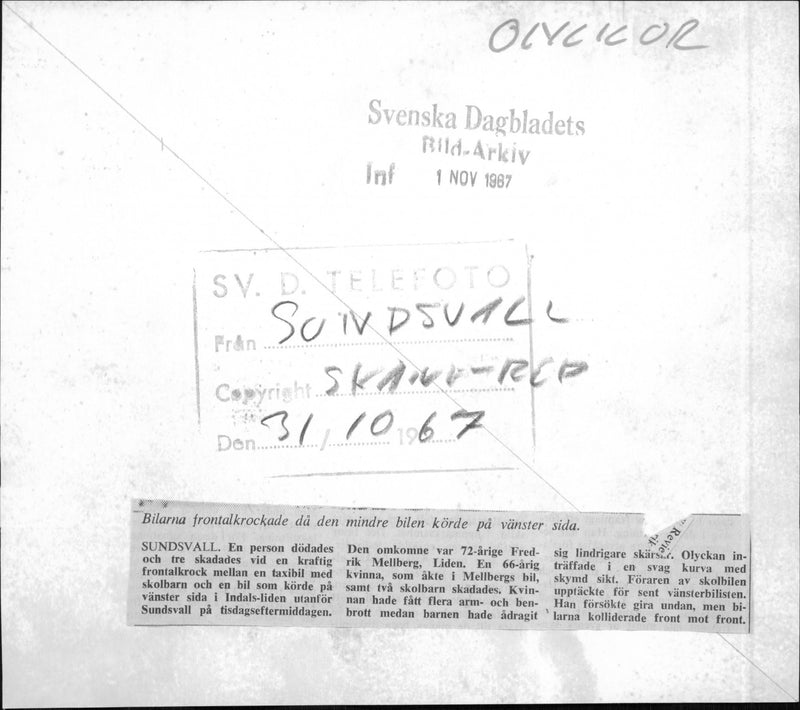 OLYCKOR
Svenska Dagbladets
Bild-Arkiv
Inf 1 NOV 1967
SV. D. TELEFOTO
Från SUNDSVALL
Copyright
Den 31/10 1967
Bilarna frontalkrockade då den mindre bilen körde på vänster sida.
SUNDSVALL. En person dödades
och tre skadades vid en kraftig
frontalkrock mellan en taxibil med
skolbarn och en bil som körde på
vänster sida i Indals-liden utanför
Sundsvall på tisdagseftermiddagen.
Den omkomne var 72-årige Fred-
rik Mellberg, Liden. En 66-årig
kvinna, som åkte i Mellbergs bil,
samt två skolbarn skadades. Kvin-
nan hade fått flera arm- och ben-
brott medan barnen hade ådragit
sig lindrigare Olyckan in-
träffade i en svag kurva med
skymd sikt. Föraren av skolbilen
upptäckte för sent vänsterbilisten.
Han försökte gira undan, men bi-
larna kolliderade front mot front.